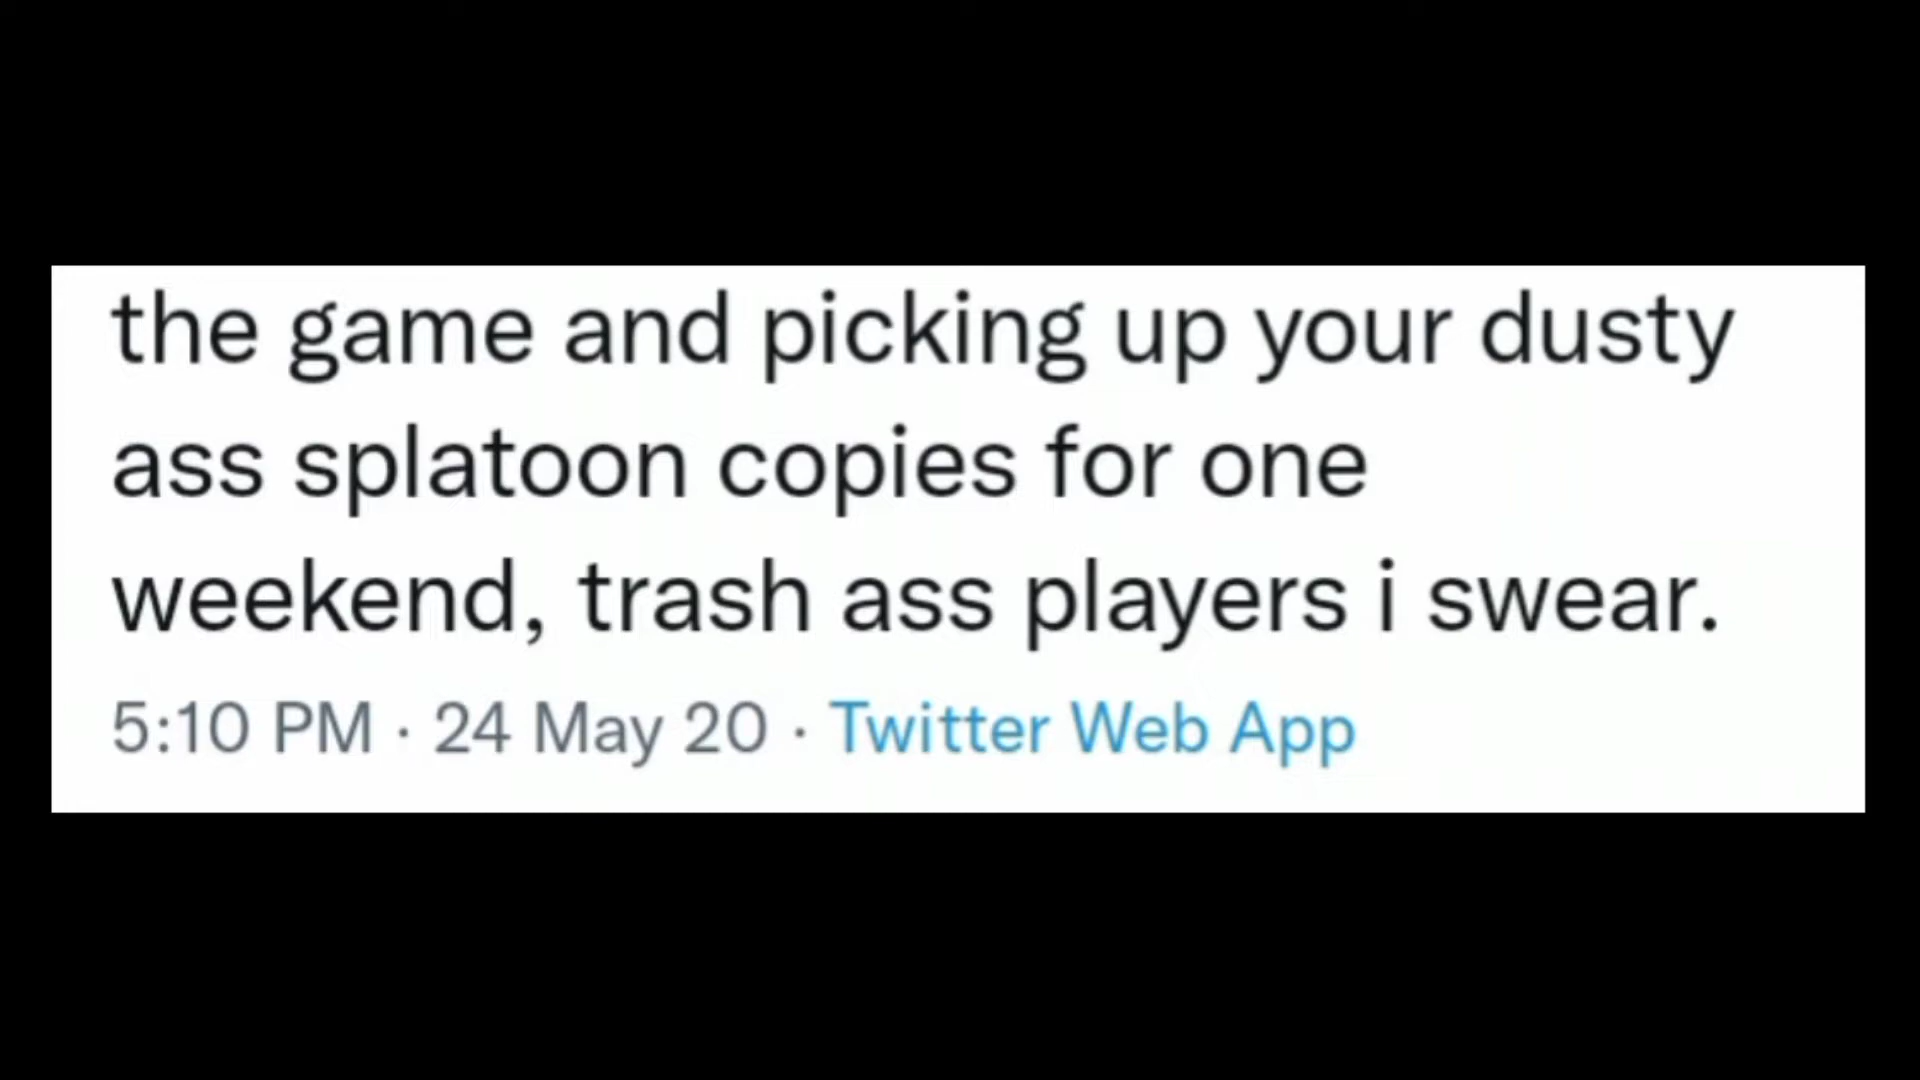 the game and picking up your dusty
ass splatoon copies for one
weekend, trash ass players i swear.
5:10 PM · 24 May 20 · Twitter Web App